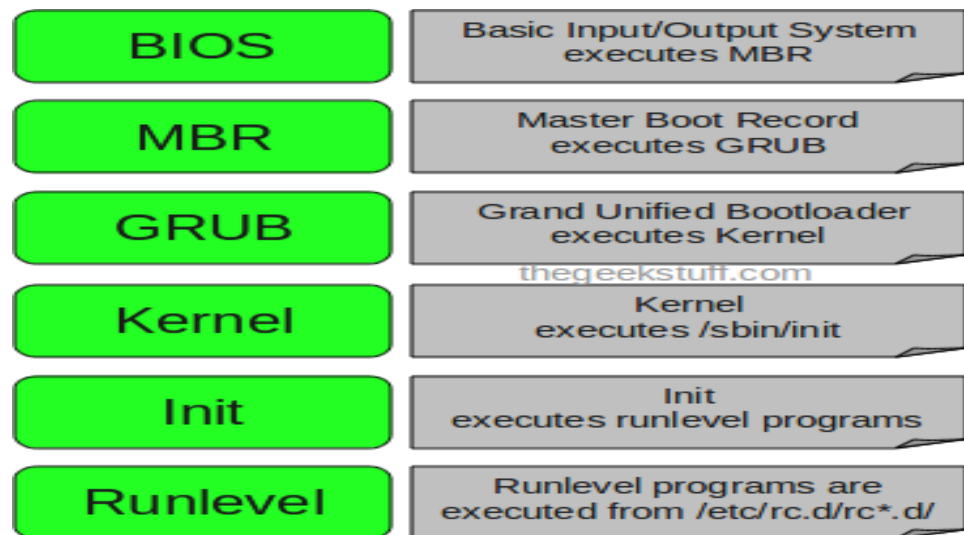 BIOS
Basic Input/Output System
executes MBR
MBR
Master Boot Record
executes GRUB
GRUB
Grand Unified Bootloader
executes Kernel
thegeekstuff.com
Kernel
Kernel
executes /sbin/init
Init
Init
executes runlevel programs
Runlevel
Runlevel programs are
executed from /etc/rc.d/rc*.d/